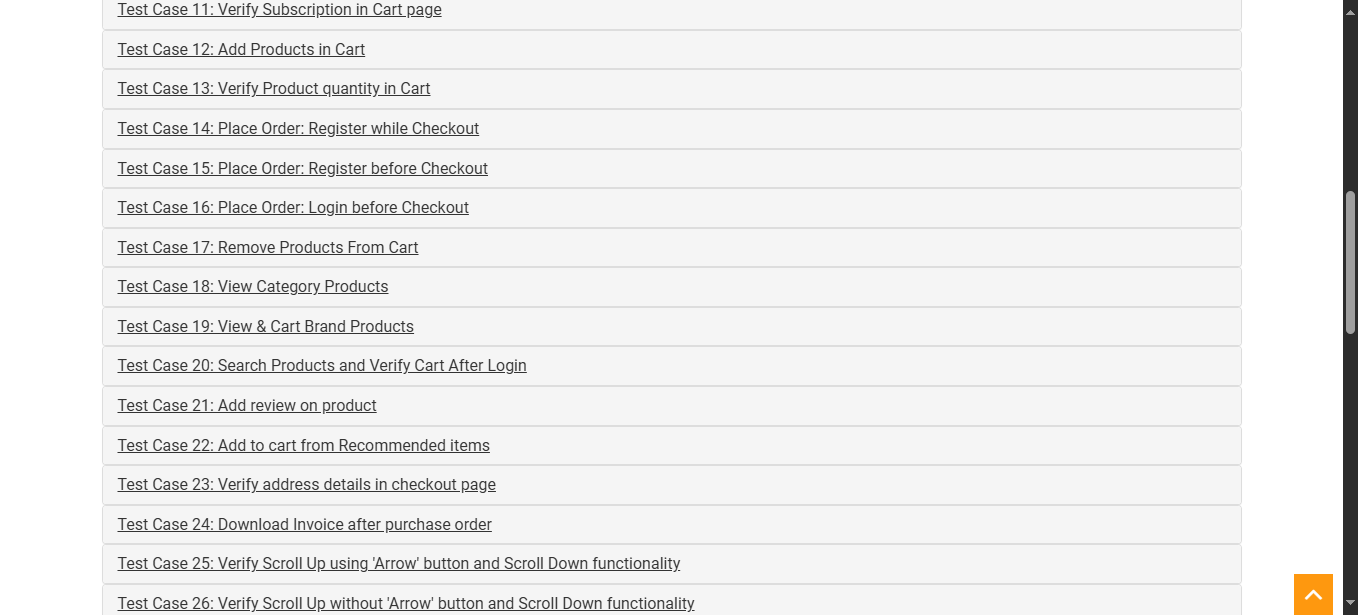 Test Case 11: Verify Subscription in Cart page
Test Case 12: Add Products in Cart
Test Case 13: Verify Product quantity in Cart
Test Case 14: Place Order: Register while Checkout
Test Case 15: Place Order: Register before Checkout
Test Case 16: Place Order: Login before Checkout
Test Case 17: Remove Products From Cart
Test Case 18: View Category Products
Test Case 19: View & Cart Brand Products
Test Case 20: Search Products and Verify Cart After Login
Test Case 21: Add review on product
Test Case 22: Add to cart from Recommended items
Test Case 23: Verify address details in checkout page
Test Case 24: Download Invoice after purchase order
Test Case 25: Verify Scroll Up using 'Arrow' button and Scroll Down functionality
Test Case 26: Verify Scroll Up without 'Arrow' button and Scroll Down functionality